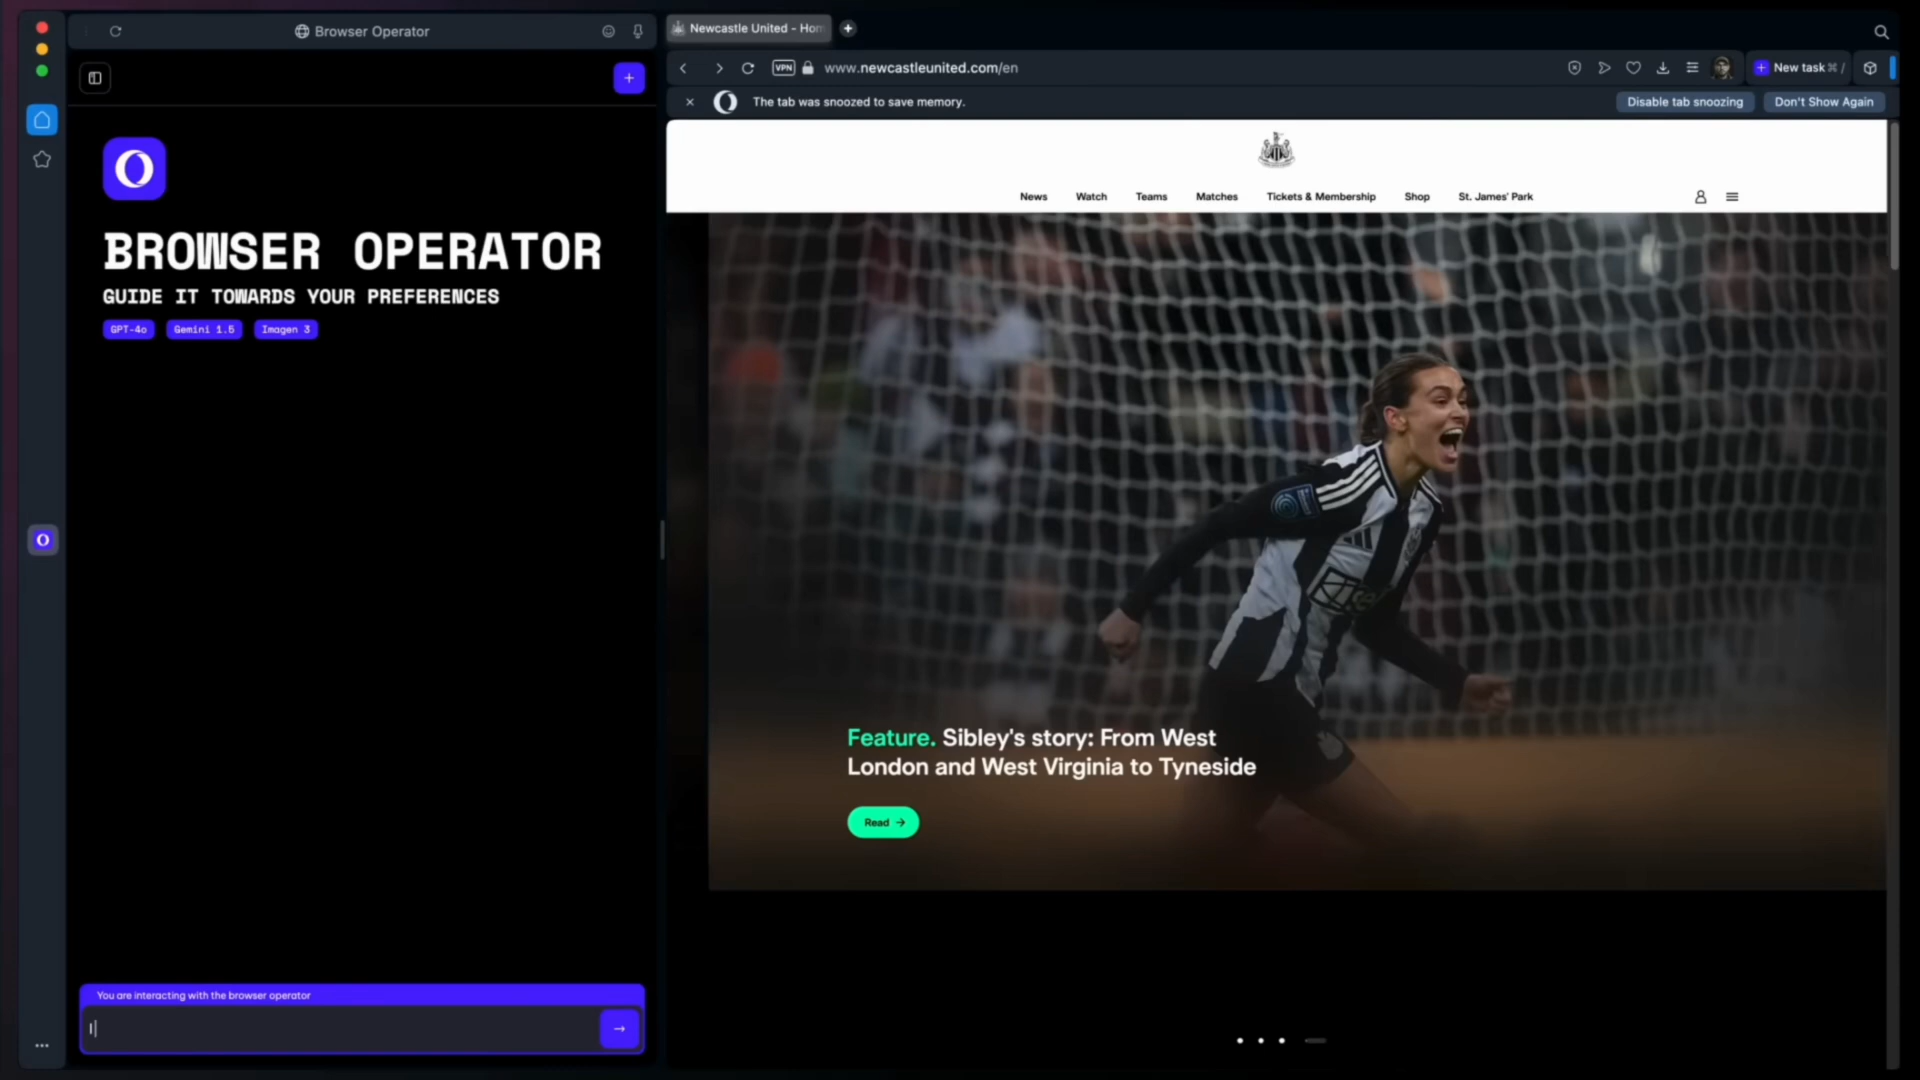 Browser Operator
BROWSER OPERATOR
GUIDE IT TOWARDS YOUR PREFERENCES
GPT-4o
Gemini 1.5
Imagen 3
You are interacting with the browser operator
I
Newcastle United - Hom
VPN
www.newcastleunited.com/en
New task ⌘ /
The tab was snoozed to save memory.
Disable tab snoozing
Don't Show Again
News
Watch
Teams
Matches
Tickets & Membership
Shop
St. James' Park
Feature. Sibley's story: From West
London and West Virginia to Tyneside
Read →